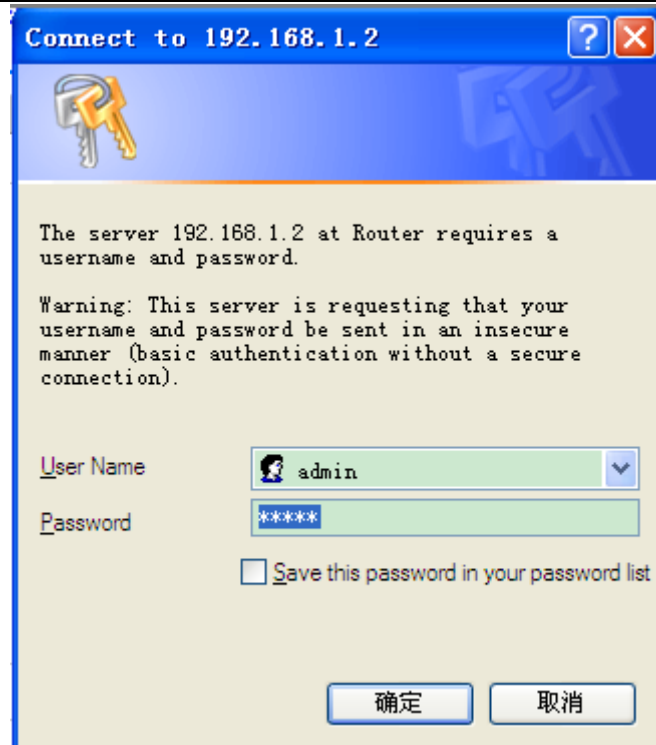 Connect to 192.168.1.2
The server 192.168.1.2 at Router requires a
username and password.
Warning: This server is requesting that your
username and password be sent in an insecure
manner (basic authentication without a secure
connection).
User Name
admin
Password
*****
Save this password in your password list
确定 取消